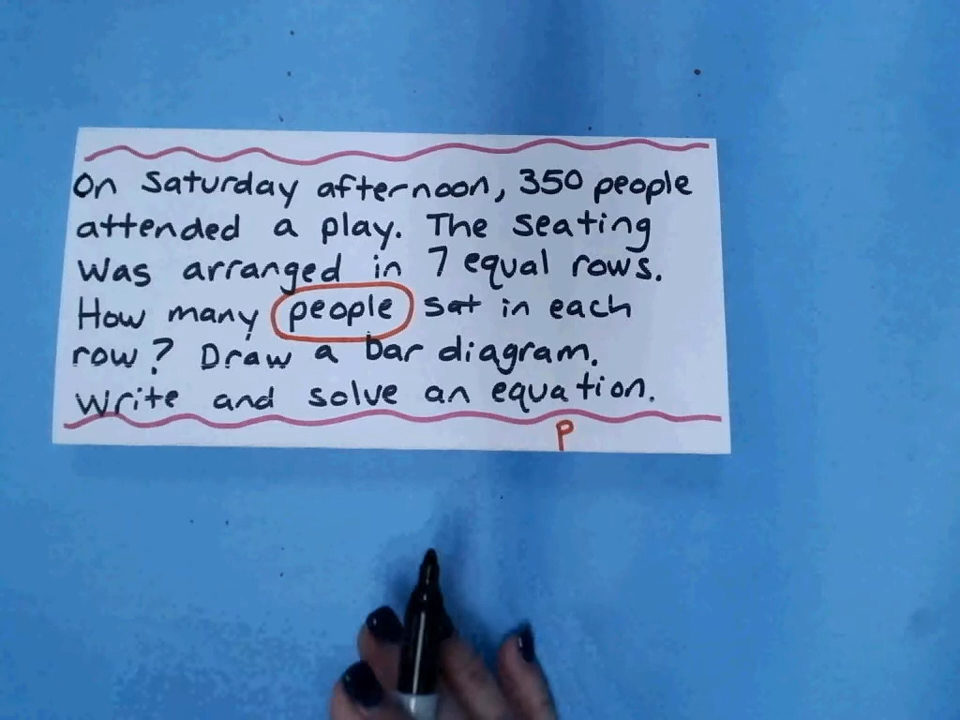 On Saturday afternoon, 350 people
attended a play. The seating
was arranged in 7 equal rows.
How many people sat in each
row? Draw a bar diagram.
Write and solve an equation.
P